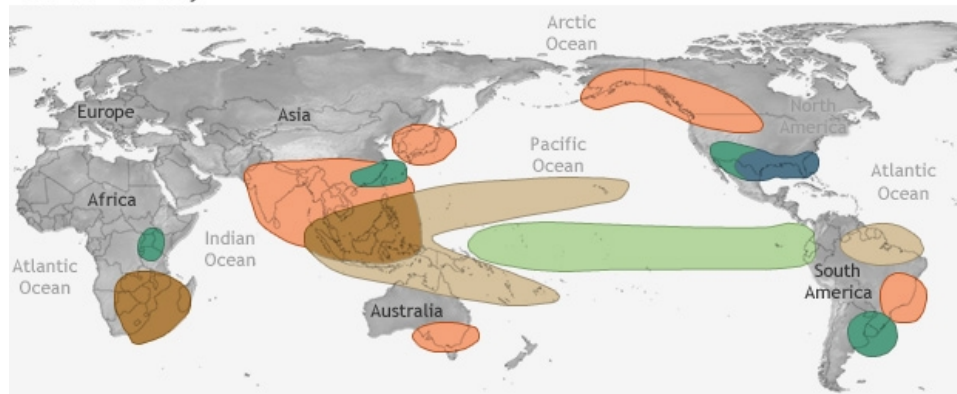 Arctic
Ocean
Europe
Asia
North
America
Pacific
Ocean
Atlantic
Ocean
Africa
Indian
Ocean
Atlantic
Ocean
South
America
Australia